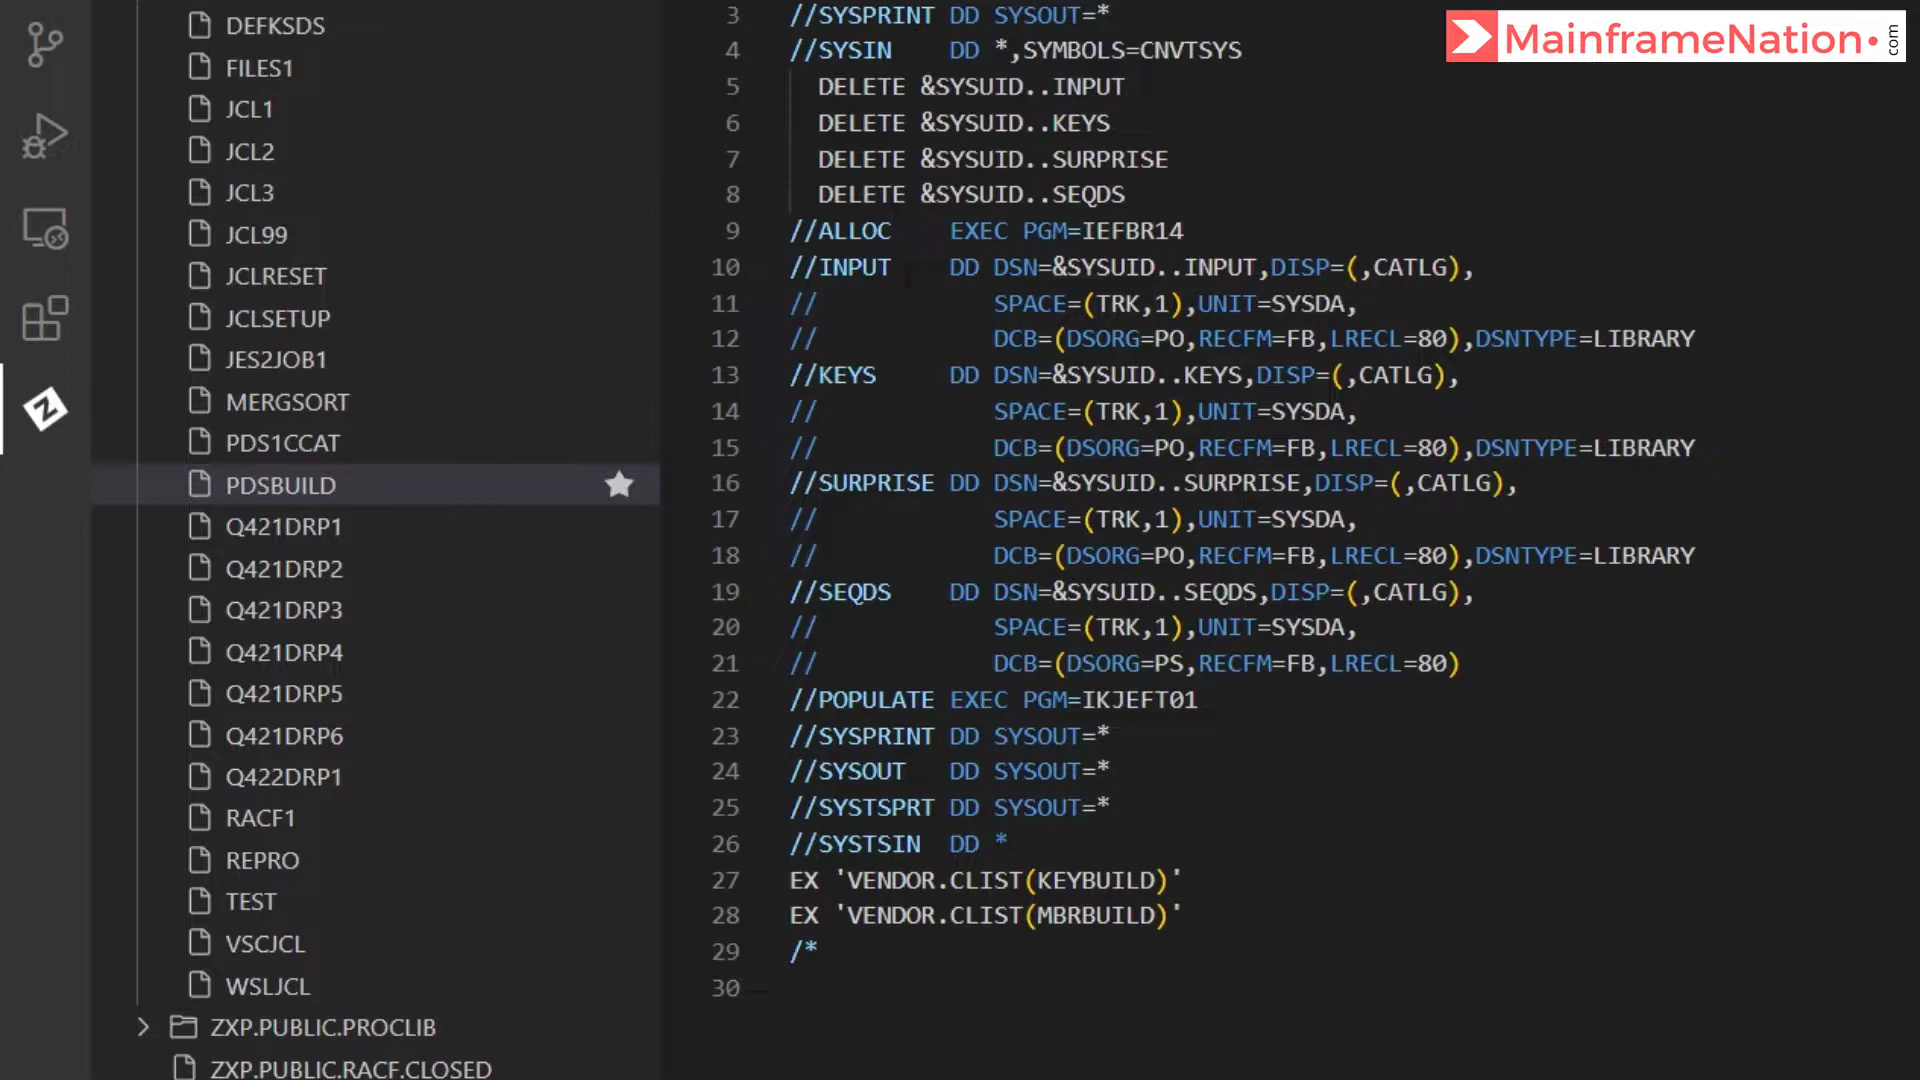 DEFKSDS
FILES1
JCL1
JCL2
JCL3
JCL99
JCLRESET
JCLSETUP
JES2JOB1
MERGSORT
PDS1CCAT
PDSBUILD
Q421DRP1
Q421DRP2
Q421DRP3
Q421DRP4
Q421DRP5
Q421DRP6
Q422DRP1
RACF1
REPRO
TEST
VSCJCL
WSLJCL
ZXP.PUBLIC.PROCLIB
ZXP.PUBLIC.RACF.CLOSED
3 //SYSPRINT DD SYSOUT=*
4 //SYSIN    DD *,SYMBOLS=CNVTSYS
5   DELETE &SYSUID..INPUT
6   DELETE &SYSUID..KEYS
7   DELETE &SYSUID..SURPRISE
8   DELETE &SYSUID..SEQDS
9 //ALLOC    EXEC PGM=IEFBR14
10 //INPUT    DD DSN=&SYSUID..INPUT,DISP=(,CATLG),
11 //            SPACE=(TRK,1),UNIT=SYSDA,
12 //            DCB=(DSORG=PO,RECFM=FB,LRECL=80),DSNTYPE=LIBRARY
13 //KEYS     DD DSN=&SYSUID..KEYS,DISP=(,CATLG),
14 //            SPACE=(TRK,1),UNIT=SYSDA,
15 //            DCB=(DSORG=PO,RECFM=FB,LRECL=80),DSNTYPE=LIBRARY
16 //SURPRISE DD DSN=&SYSUID..SURPRISE,DISP=(,CATLG),
17 //            SPACE=(TRK,1),UNIT=SYSDA,
18 //            DCB=(DSORG=PO,RECFM=FB,LRECL=80),DSNTYPE=LIBRARY
19 //SEQDS    DD DSN=&SYSUID..SEQDS,DISP=(,CATLG),
20 //            SPACE=(TRK,1),UNIT=SYSDA,
21 //            DCB=(DSORG=PS,RECFM=FB,LRECL=80)
22 //POPULATE EXEC PGM=IKJEFT01
23 //SYSPRINT DD SYSOUT=*
24 //SYSOUT   DD SYSOUT=*
25 //SYSTSPRT DD SYSOUT=*
26 //SYSTSIN  DD *
27 EX 'VENDOR.CLIST(KEYBUILD)'
28 EX 'VENDOR.CLIST(MBRBUILD)'
29 /*
30
MainframeNation.com